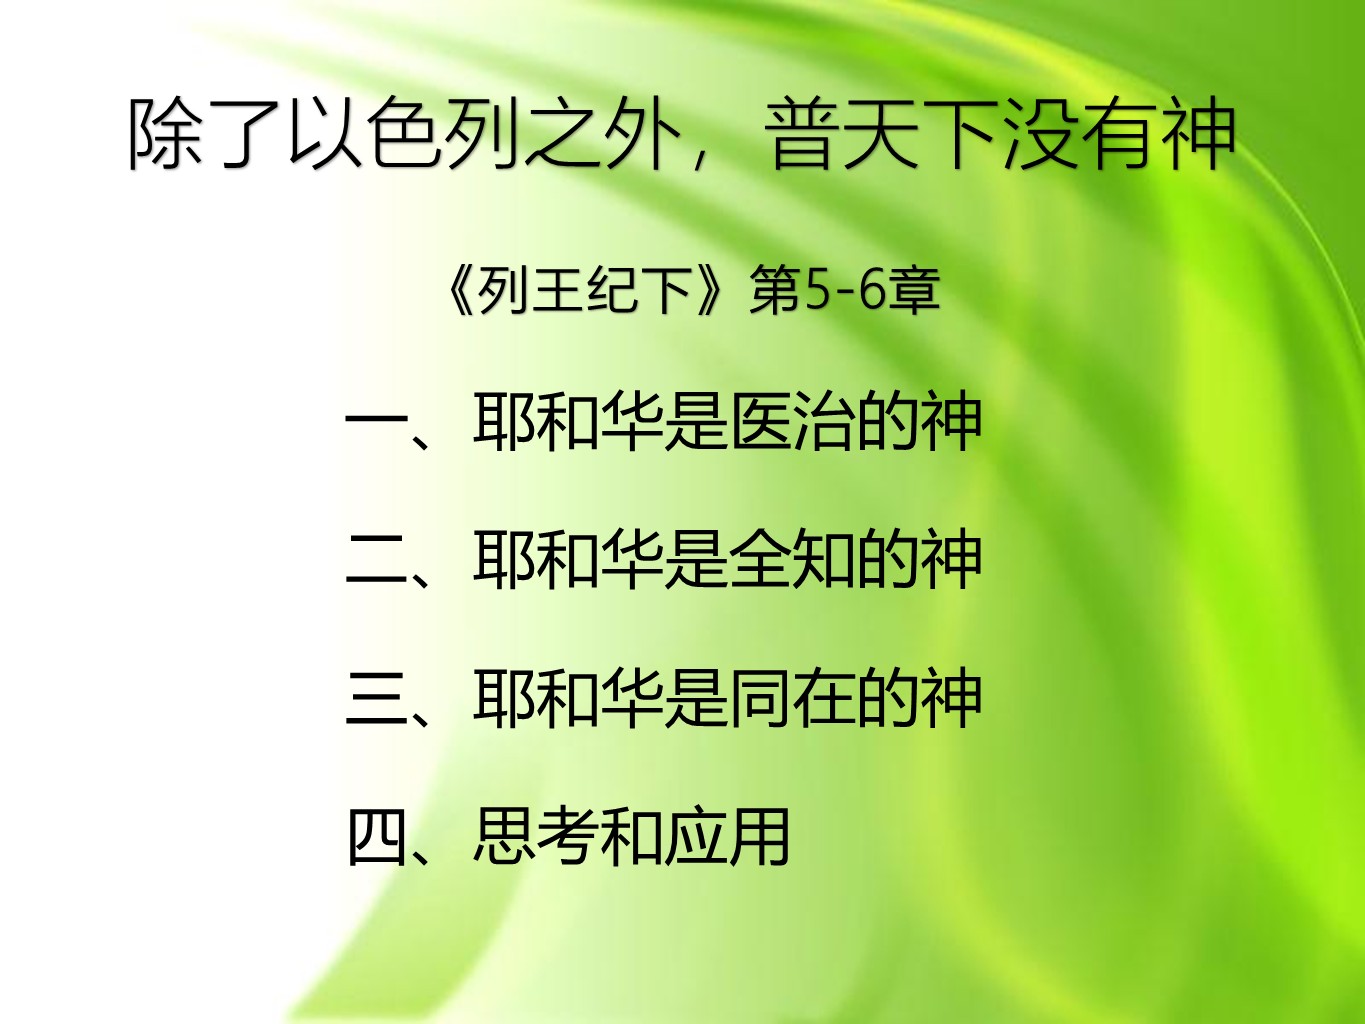 除了以色列之外，普天下没有神
《列王纪下》第5-6章
一、耶和华是医治的神
二、耶和华是全知的神
三、耶和华是同在的神
四、思考和应用